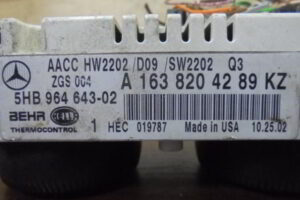 AACC HW2202 /D09 /SW2202 Q3
ZGS 004
A 163 820 42 89 KZ
5HB 964 643-02
BEHR HELLA
THERMOCONTROL
1 HEC 019787 Made in USA 10.25.02